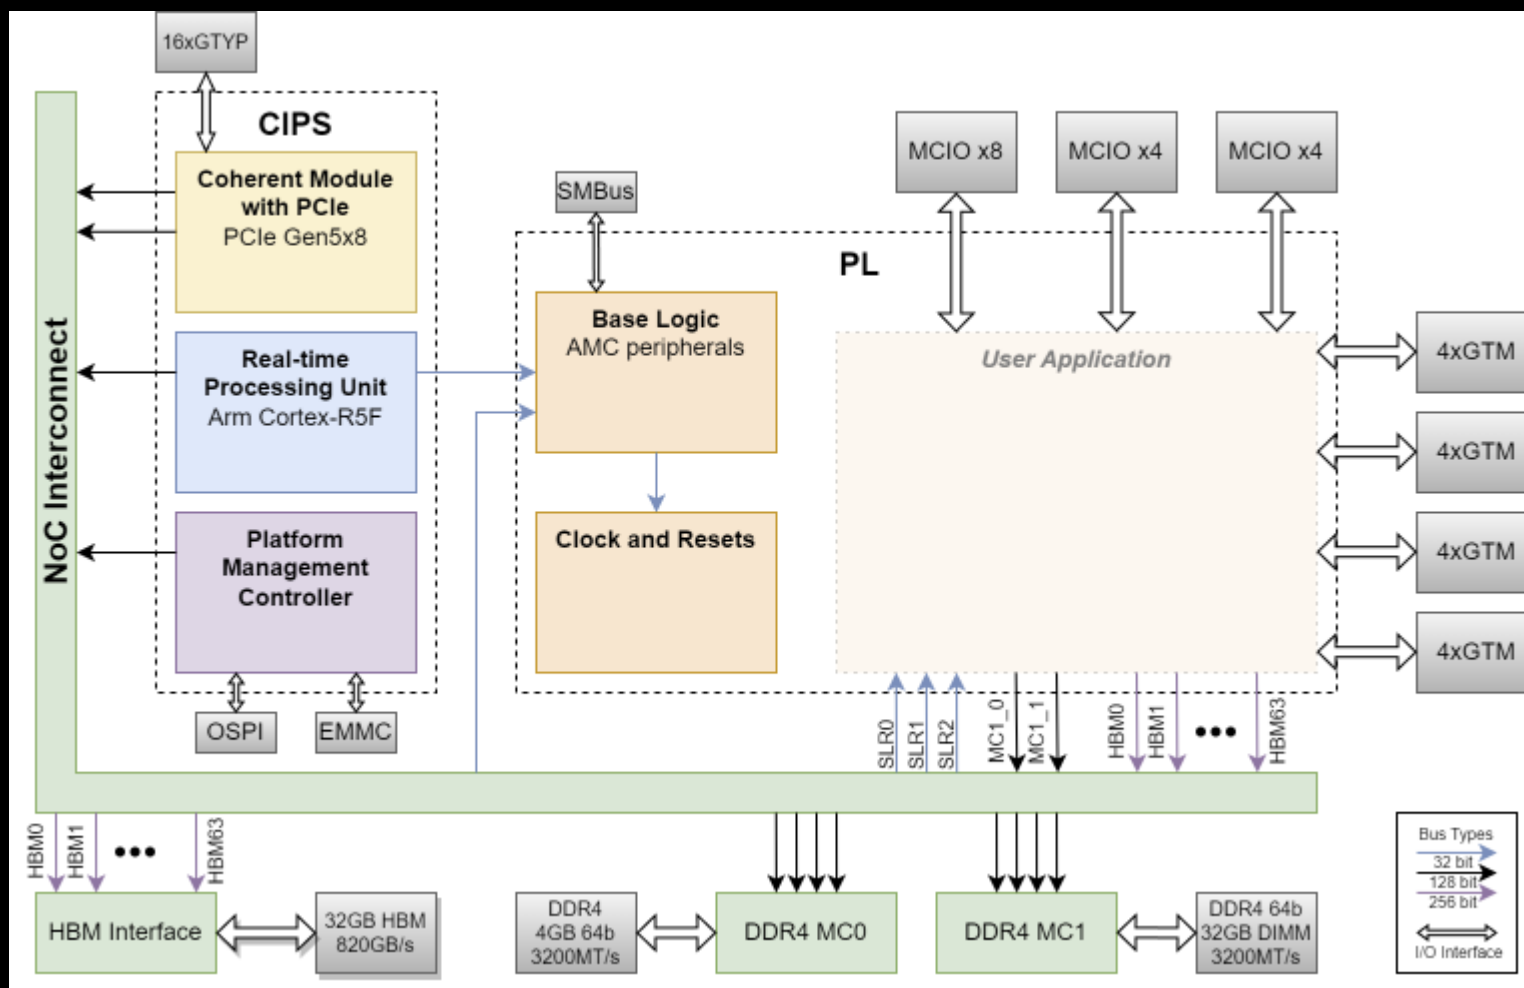 16xGTYP
CIPS
Coherent Module
with PCIe
PCIe Gen5x8
Real-time
Processing Unit
Arm Cortex-R5F
Platform
Management
Controller
OSPI
EMMC
NoC Interconnect
SMBus
PL
Base Logic
AMC peripherals
Clock and Resets
MCIO x8
MCIO x4
MCIO x4
User Application
4xGTM
4xGTM
4xGTM
4xGTM
SLR0
SLR1
SLR2
MC1_0
MC1_1
HBM0
HBM1
HBM63
HBM0
HBM1
HBM63
HBM Interface
32GB HBM
820GB/s
DDR4
4GB 64b
3200MT/s
DDR4 MC0
DDR4 MC1
DDR4 64b
32GB DIMM
3200MT/s
Bus Types
32 bit
128 bit
256 bit
I/O Interface